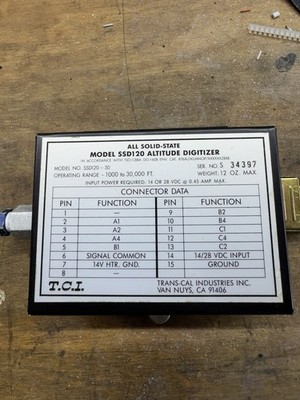 ALL SOLID-STATE
MODEL SSD120 ALTITUDE DIGITIZER
MODEL NO. SSD120 - 30 SER. NO. S 34397
OPERATING RANGE - 1000 to 30,000 FT. WEIGHT: 12 OZ. MAX.
INPUT POWER REQUIRED: 14 OR 28 VDC @ 0.45 AMP MAX.
CONNECTOR DATA
PIN FUNCTION PIN FUNCTION
1 — 9 B2
2 A1 10 B4
3 A2 11 C1
4 A4 12 C4
5 B1 13 C2
6 SIGNAL COMMON 14 14/28 VDC INPUT
7 14V HTR. GND. 15 GROUND
8 —
T.C.I. TRANS-CAL INDUSTRIES INC.
VAN NUYS, CA 91406